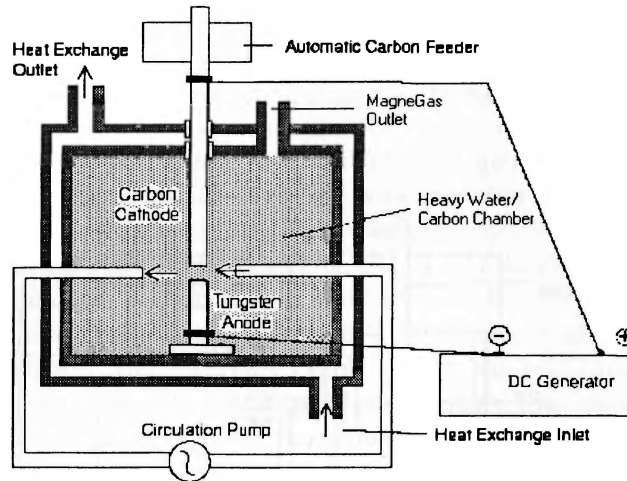 Heat Exchange
Outlet
Automatic Carbon Feeder
MagneGas
Outlet
Carbon
Cathode
Heavy Water/
Carbon Chamber
Tungsten
Anode
−
+
DC Generator
Circulation Pump
Heat Exchange Inlet